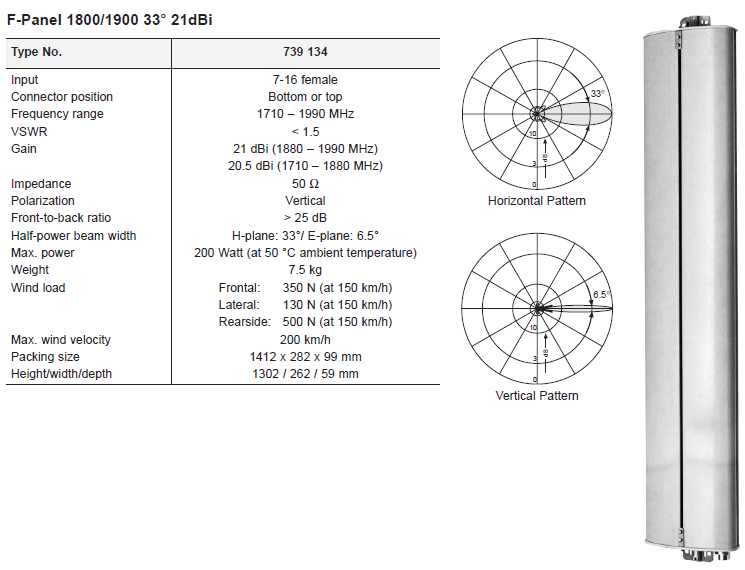 F-Panel 1800/1900 33° 21dBi
Type No. 739 134
Input 7-16 female
Connector position Bottom or top
Frequency range 1710 – 1990 MHz
VSWR < 1.5
Gain 21 dBi (1880 – 1990 MHz)
20.5 dBi (1710 – 1880 MHz)
Impedance 50 Ω
Polarization Vertical
Front-to-back ratio > 25 dB
Half-power beam width H-plane: 33°/ E-plane: 6.5°
Max. power 200 Watt (at 50 °C ambient temperature)
Weight 7.5 kg
Wind load Frontal: 350 N (at 150 km/h)
Lateral: 130 N (at 150 km/h)
Rearside: 500 N (at 150 km/h)
Max. wind velocity 200 km/h
Packing size 1412 x 282 x 99 mm
Height/width/depth 1302 / 262 / 59 mm
33°
10
3
dB
0
Horizontal Pattern
6.5°
10
3
dB
0
Vertical Pattern